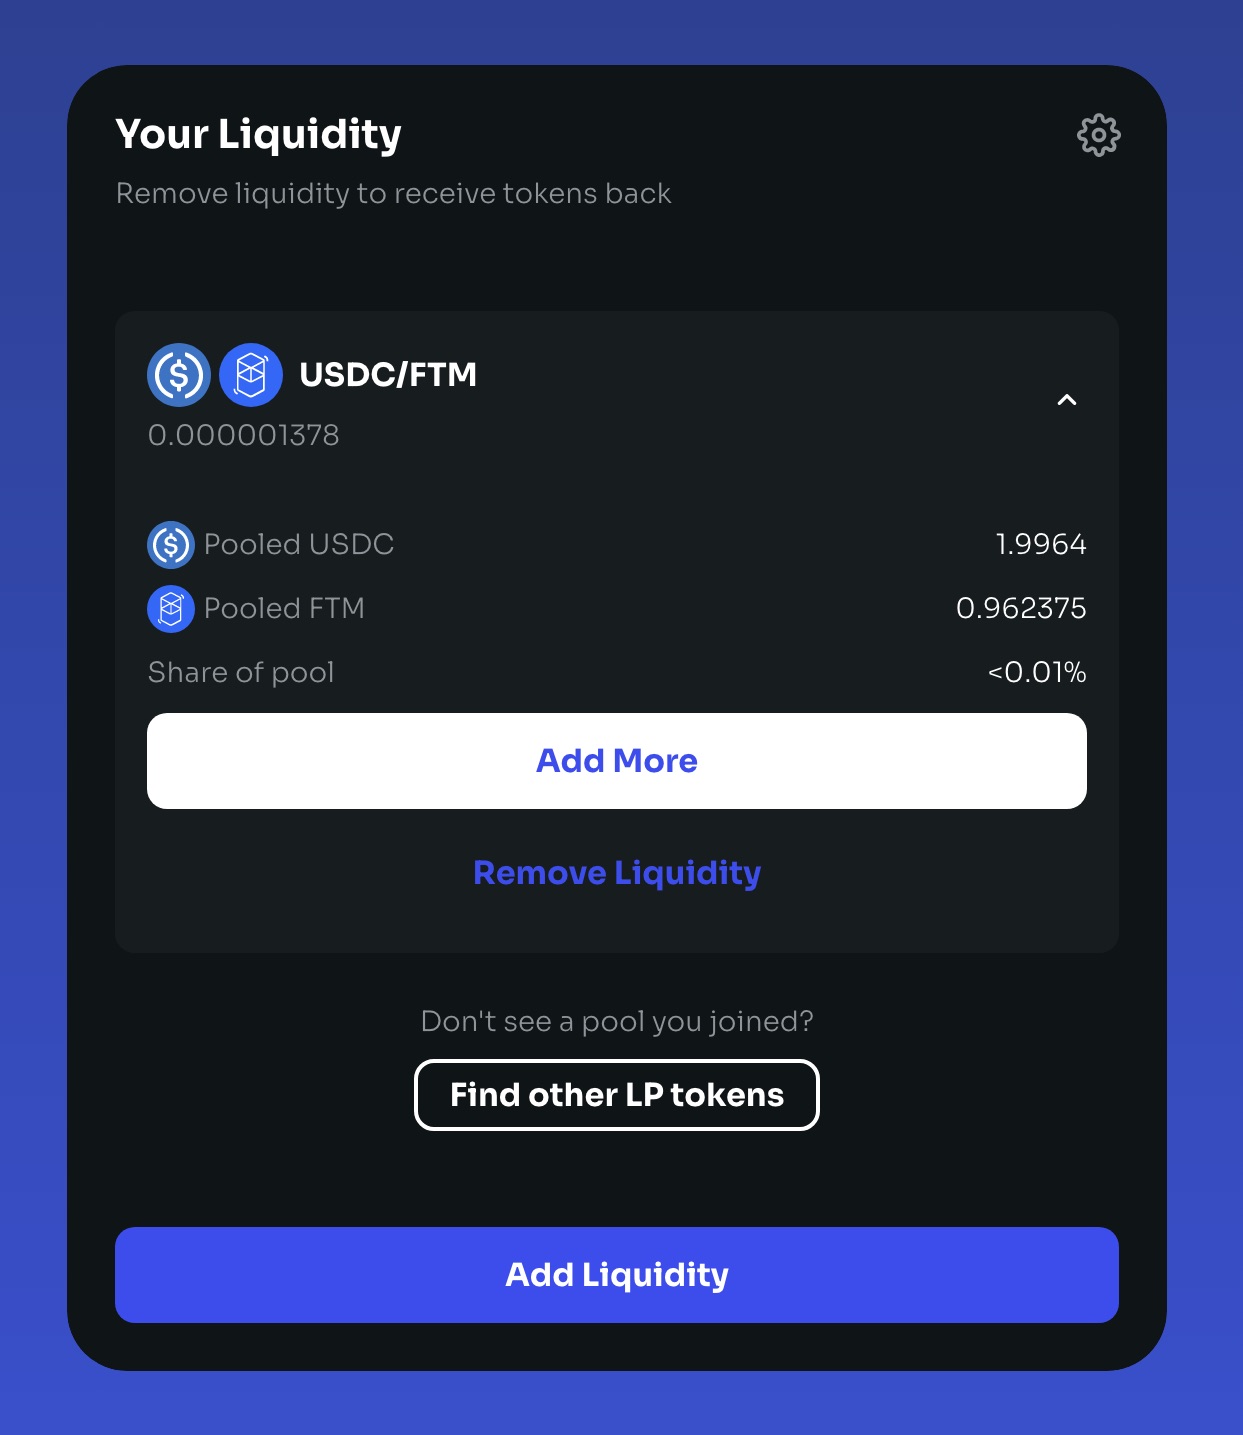 Your Liquidity
Remove liquidity to receive tokens back
USDC/FTM
0.000001378
Pooled USDC 1.9964
Pooled FTM 0.962375
Share of pool <0.01%
Add More
Remove Liquidity
Don't see a pool you joined?
Find other LP tokens
Add Liquidity